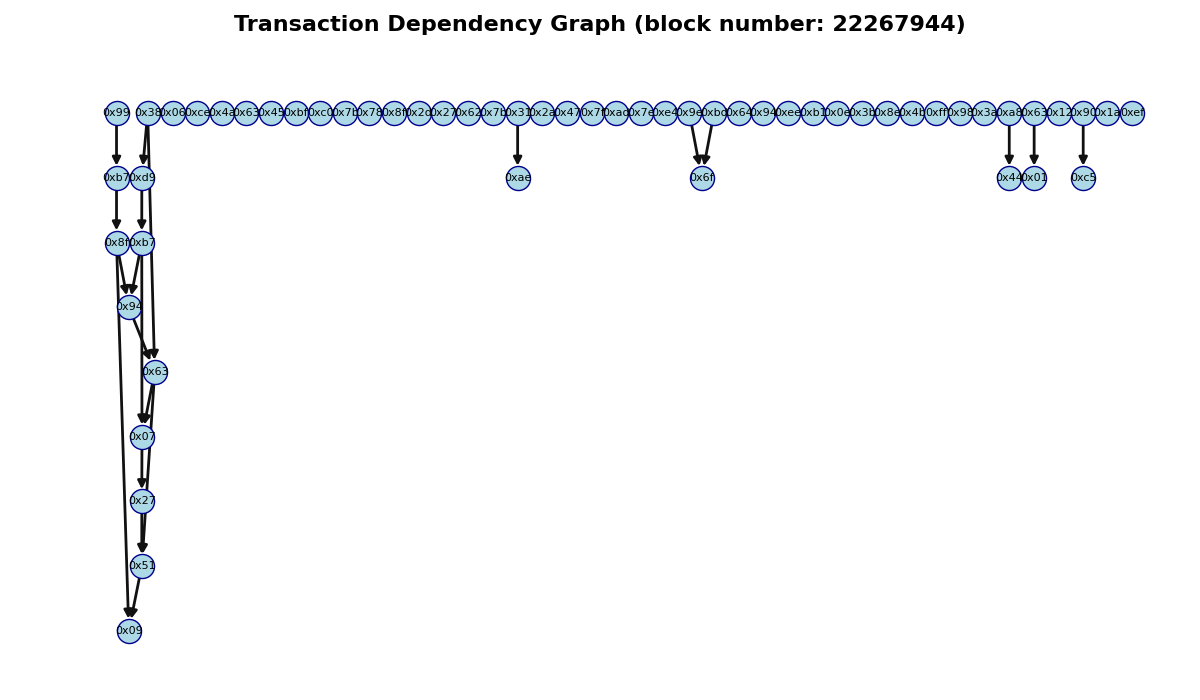 Transaction Dependency Graph (block number: 22267944)
0x99 0x38 0x06 0xce 0x4a 0x63 0x45 0xbf 0xc0 0x7b 0x78 0x8f 0x2d 0x27 0x62 0x7b 0x31 0x2a 0x47 0x7f 0xad 0x7e 0xe4 0x9e 0xbd 0x64 0x94 0xee 0xb1 0x0e 0x3b 0x8e 0x4b 0xff 0x98 0x3a 0xa8 0x63 0x12 0x90 0x1a 0xef
0xb7 0xd9 0xae 0x6f 0x44 0x01 0xc5
0x8f 0xb7
0x94
0x63
0x07
0x27
0x51
0x09